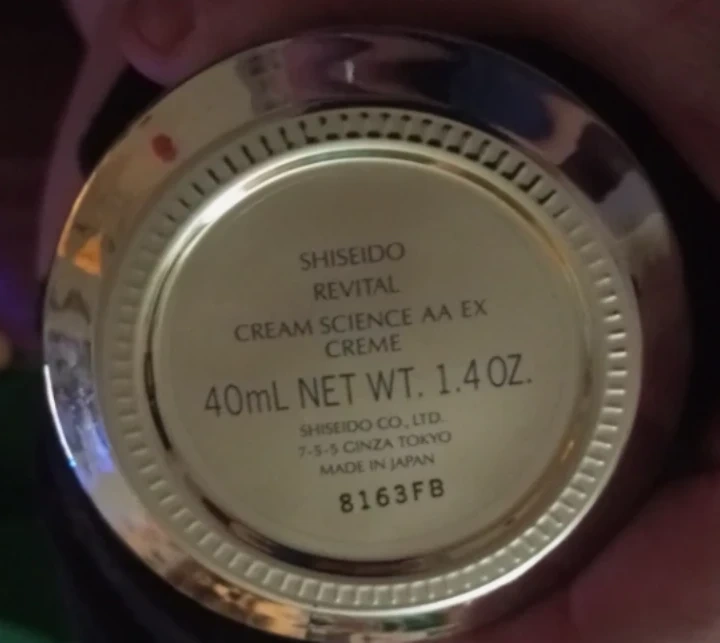 SHISEIDO
REVITAL
CREAM SCIENCE AA EX
CREME
40mL NET WT. 1.4 OZ.
SHISEIDO CO., LTD.
7-5-5 GINZA TOKYO
MADE IN JAPAN
8163FB